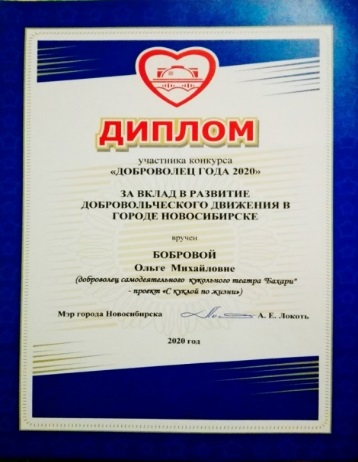 ДИПЛОМ
участника конкурса
«ДОБРОВОЛЕЦ ГОДА 2020»
ЗА ВКЛАД В РАЗВИТИЕ
ДОБРОВОЛЬЧЕСКОГО ДВИЖЕНИЯ В
ГОРОДЕ НОВОСИБИРСКЕ
вручен
БОБРОВОЙ
Ольге Михайловне
(доброволец самодеятельного кукольного театра "Бахари"
- проект «С куклой по жизни»)
Мэр города Новосибирска А. Е. Локоть
2020 год